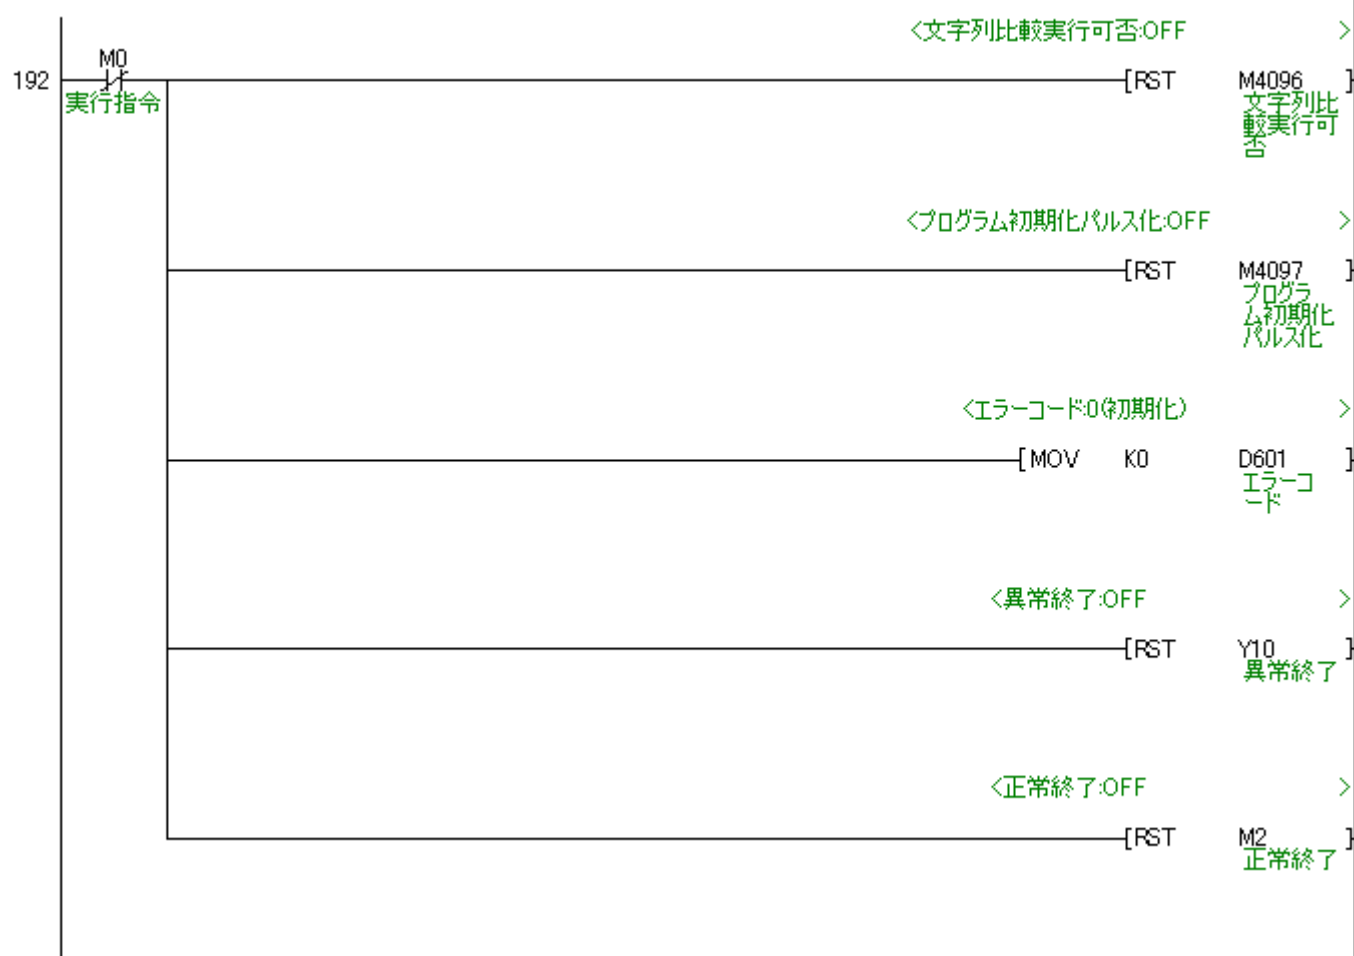 <文字列比較実行可否:OFF >
M0
192 [RST M4096 ]
実行指令
文字列比
較実行可
否
<プログラム初期化パルス化:OFF >
[RST M4097 ]
プログラ
ム初期化
パルス化
<エラーコード:0(初期化) >
[MOV K0 D601 ]
エラーコ
ード
<異常終了:OFF >
[RST Y10 ]
異常終了
<正常終了:OFF >
[RST M2 ]
正常終了